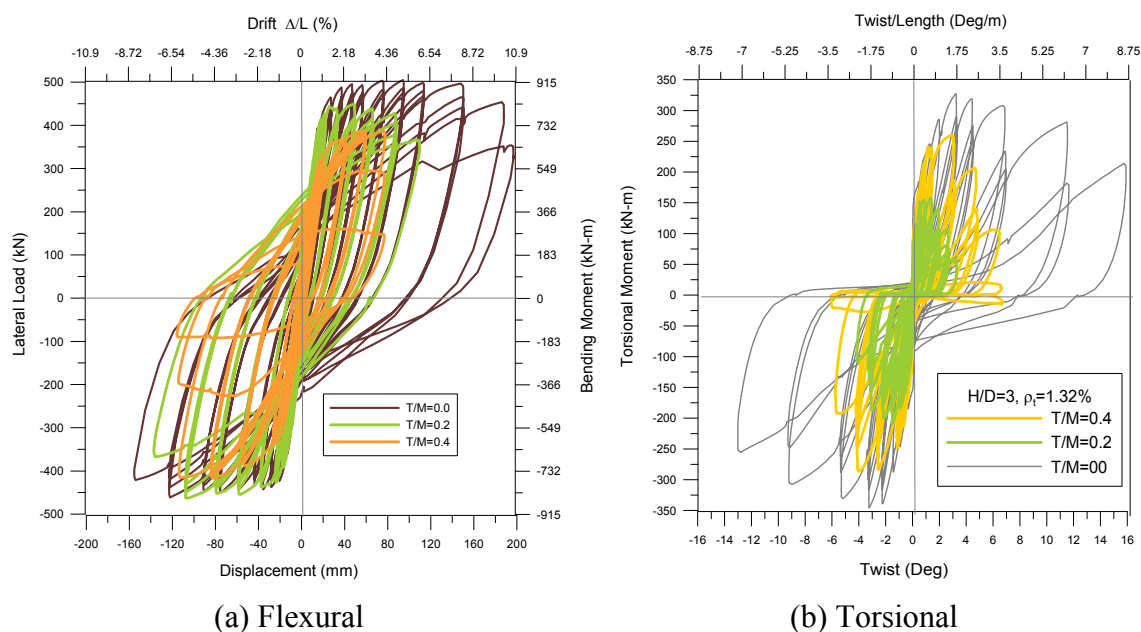 Drift Δ/L (%)
-10.9 -8.72 -6.54 -4.36 -2.18 0 2.18 4.36 6.54 8.72 10.9
500
400
300
200
100
0
-100
-200
-300
-400
-500
Lateral Load (kN)
915
732
549
366
183
0
-183
-366
-549
-732
-915
Bending Moment (kN-m)
T/M=0.0
T/M=0.2
T/M=0.4
-200 -160 -120 -80 -40 0 40 80 120 160 200
Displacement (mm)
(a) Flexural
Twist/Length (Deg/m)
-8.75 -7 -5.25 -3.5 -1.75 0 1.75 3.5 5.25 7 8.75
350
300
250
200
150
100
50
0
-50
-100
-150
-200
-250
-300
-350
Torsional Moment (kN-m)
H/D=3, ρt=1.32%
T/M=0.4
T/M=0.2
T/M=00
-16 -14 -12 -10 -8 -6 -4 -2 0 2 4 6 8 10 12 14 16
Twist (Deg)
(b) Torsional